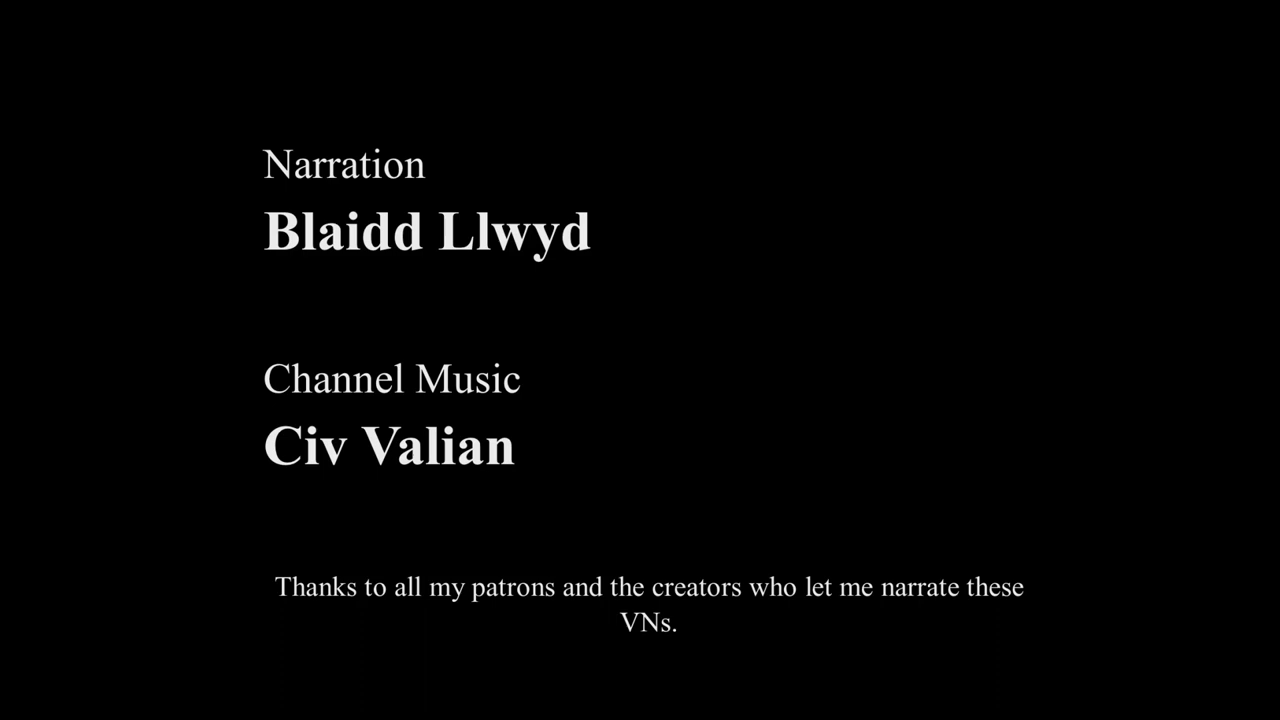 Narration
Blaidd Llwyd
Channel Music
Civ Valian
Thanks to all my patrons and the creators who let me narrate these
VNs.